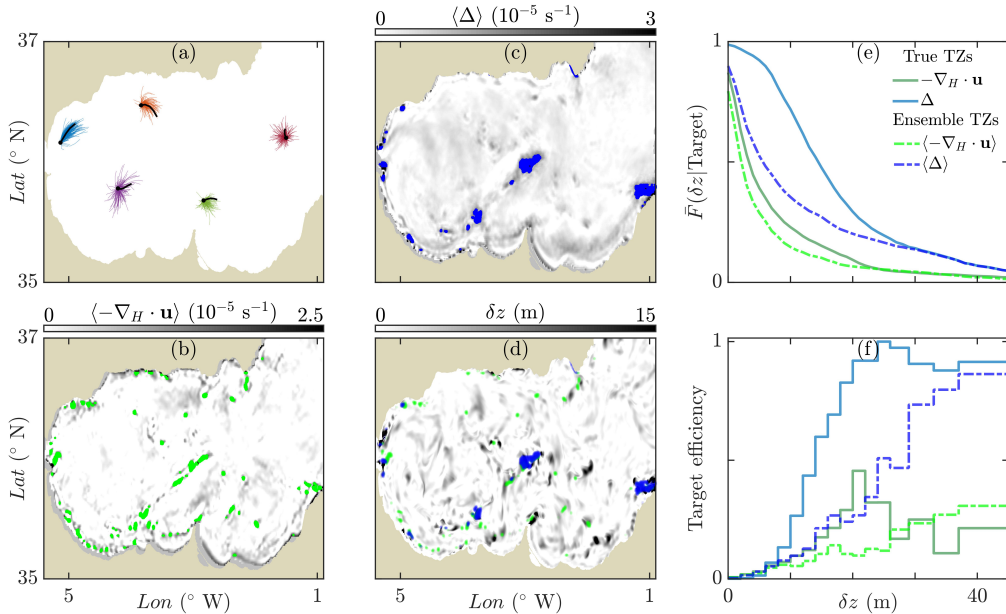 0 ⟨Δ⟩ (10⁻⁵ s⁻¹) 3
37 (a) (c) 1 (e)
True TZs
−∇_H · u
Δ
Ensemble TZs
⟨−∇_H · u⟩
⟨Δ⟩
Lat (° N)
F̄(δz|Target)
35
5 1
5 1
0
0 ⟨−∇_H · u⟩ (10⁻⁵ s⁻¹) 2.5
0 δz (m) 15
37 (b) (d) 1 (f)
Lat (° N)
Target efficiency
35
0
5 Lon (° W) 1
5 Lon (° W) 1
0 20 40
δz (m)